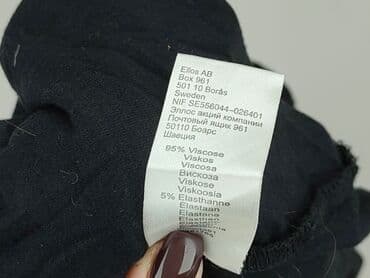 Ellos AB
Box 961
501 10 Borås
Sweden
NIF SE556044-026401
Эллос акций компании
Почтовый ящик 961
50110 Боарс
Швеция
95% Viscose
Viskos
Viscosa
Вискоза
Viskose
Viskoosia
5% Elasthanne
Elastaan
Elastane